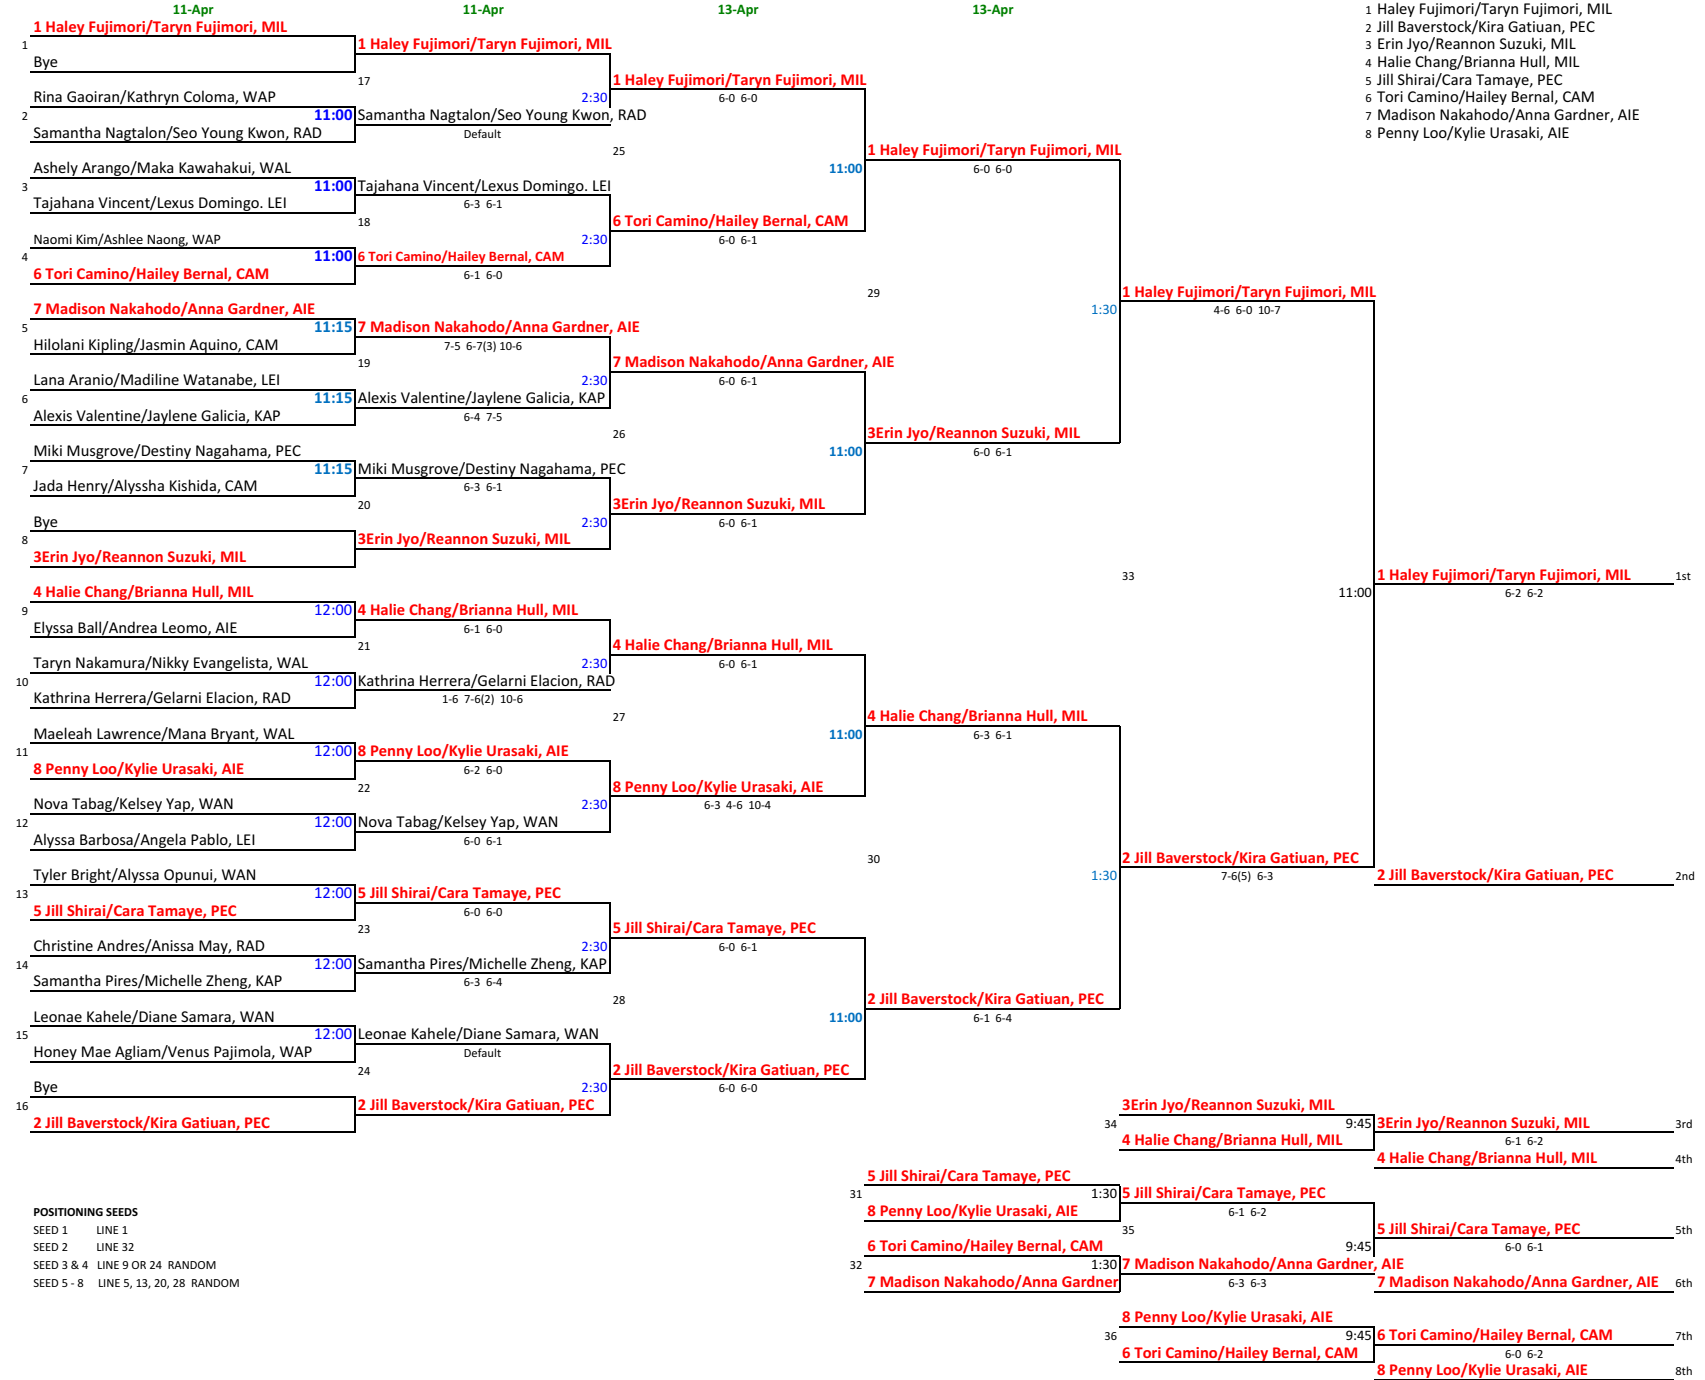 11-Apr 11-Apr 13-Apr 13-Apr
1 Haley Fujimori/Taryn Fujimori, MIL
2 Jill Baverstock/Kira Gatiuan, PEC
3 Erin Jyo/Reannon Suzuki, MIL
4 Halie Chang/Brianna Hull, MIL
5 Jill Shirai/Cara Tamaye, PEC
6 Tori Camino/Hailey Bernal, CAM
7 Madison Nakahodo/Anna Gardner, AIE
8 Penny Loo/Kylie Urasaki, AIE
1 Haley Fujimori/Taryn Fujimori, MIL
1
Bye
Rina Gaoiran/Kathryn Coloma, WAP
2 11:00
Samantha Nagtalon/Seo Young Kwon, RAD
Ashely Arango/Maka Kawahakui, WAL
3 11:00
Tajahana Vincent/Lexus Domingo. LEI
Naomi Kim/Ashlee Naong, WAP
4 11:00
6 Tori Camino/Hailey Bernal, CAM
7 Madison Nakahodo/Anna Gardner, AIE
5 11:15
Hilolani Kipling/Jasmin Aquino, CAM
Lana Aranio/Madiline Watanabe, LEI
6 11:15
Alexis Valentine/Jaylene Galicia, KAP
Miki Musgrove/Destiny Nagahama, PEC
7 11:15
Jada Henry/Alyssha Kishida, CAM
Bye
8
3Erin Jyo/Reannon Suzuki, MIL
4 Halie Chang/Brianna Hull, MIL
9 12:00
Elyssa Ball/Andrea Leomo, AIE
Taryn Nakamura/Nikky Evangelista, WAL
10 12:00
Kathrina Herrera/Gelarni Elacion, RAD
Maeleah Lawrence/Mana Bryant, WAL
11 12:00
8 Penny Loo/Kylie Urasaki, AIE
Nova Tabag/Kelsey Yap, WAN
12 12:00
Alyssa Barbosa/Angela Pablo, LEI
Tyler Bright/Alyssa Opunui, WAN
13 12:00
5 Jill Shirai/Cara Tamaye, PEC
Christine Andres/Anissa May, RAD
14 12:00
Samantha Pires/Michelle Zheng, KAP
Leonae Kahele/Diane Samara, WAN
15 12:00
Honey Mae Agliam/Venus Pajimola, WAP
Bye
16
2 Jill Baverstock/Kira Gatiuan, PEC
1 Haley Fujimori/Taryn Fujimori, MIL
17
2:30
Samantha Nagtalon/Seo Young Kwon, RAD
Default
Tajahana Vincent/Lexus Domingo. LEI
6-3 6-1
18
2:30
6 Tori Camino/Hailey Bernal, CAM
6-1 6-0
7 Madison Nakahodo/Anna Gardner, AIE
7-5 6-7(3) 10-6
19
2:30
Alexis Valentine/Jaylene Galicia, KAP
6-4 7-5
Miki Musgrove/Destiny Nagahama, PEC
6-3 6-1
20
2:30
3Erin Jyo/Reannon Suzuki, MIL
4 Halie Chang/Brianna Hull, MIL
6-1 6-0
21
2:30
Kathrina Herrera/Gelarni Elacion, RAD
1-6 7-6(2) 10-6
8 Penny Loo/Kylie Urasaki, AIE
6-2 6-0
22
2:30
Nova Tabag/Kelsey Yap, WAN
6-0 6-1
5 Jill Shirai/Cara Tamaye, PEC
6-0 6-0
23
2:30
Samantha Pires/Michelle Zheng, KAP
6-3 6-4
Leonae Kahele/Diane Samara, WAN
Default
24
2:30
2 Jill Baverstock/Kira Gatiuan, PEC
1 Haley Fujimori/Taryn Fujimori, MIL
6-0 6-0
25
11:00
6 Tori Camino/Hailey Bernal, CAM
6-0 6-1
7 Madison Nakahodo/Anna Gardner, AIE
6-0 6-1
26
11:00
3Erin Jyo/Reannon Suzuki, MIL
6-0 6-1
4 Halie Chang/Brianna Hull, MIL
6-0 6-1
27
11:00
8 Penny Loo/Kylie Urasaki, AIE
6-3 4-6 10-4
5 Jill Shirai/Cara Tamaye, PEC
6-0 6-1
28
11:00
2 Jill Baverstock/Kira Gatiuan, PEC
6-0 6-0
1 Haley Fujimori/Taryn Fujimori, MIL
6-0 6-0
29
1:30
3Erin Jyo/Reannon Suzuki, MIL
6-0 6-1
4 Halie Chang/Brianna Hull, MIL
6-3 6-1
30
1:30
2 Jill Baverstock/Kira Gatiuan, PEC
6-1 6-4
1 Haley Fujimori/Taryn Fujimori, MIL
4-6 6-0 10-7
33
11:00
2 Jill Baverstock/Kira Gatiuan, PEC
7-6(5) 6-3
1 Haley Fujimori/Taryn Fujimori, MIL 1st
6-2 6-2
2 Jill Baverstock/Kira Gatiuan, PEC 2nd
3Erin Jyo/Reannon Suzuki, MIL
34 9:45
4 Halie Chang/Brianna Hull, MIL
3Erin Jyo/Reannon Suzuki, MIL 3rd
6-1 6-2
4 Halie Chang/Brianna Hull, MIL 4th
5 Jill Shirai/Cara Tamaye, PEC
31 1:30
8 Penny Loo/Kylie Urasaki, AIE
6 Tori Camino/Hailey Bernal, CAM
32 1:30
7 Madison Nakahodo/Anna Gardner
5 Jill Shirai/Cara Tamaye, PEC
6-1 6-2
35
9:45
7 Madison Nakahodo/Anna Gardner, AIE
6-3 6-3
5 Jill Shirai/Cara Tamaye, PEC 5th
6-0 6-1
7 Madison Nakahodo/Anna Gardner, AIE 6th
8 Penny Loo/Kylie Urasaki, AIE
36 9:45
6 Tori Camino/Hailey Bernal, CAM
6 Tori Camino/Hailey Bernal, CAM 7th
6-0 6-2
8 Penny Loo/Kylie Urasaki, AIE 8th
POSITIONING SEEDS
SEED 1 LINE 1
SEED 2 LINE 32
SEED 3 & 4 LINE 9 OR 24 RANDOM
SEED 5 - 8 LINE 5, 13, 20, 28 RANDOM